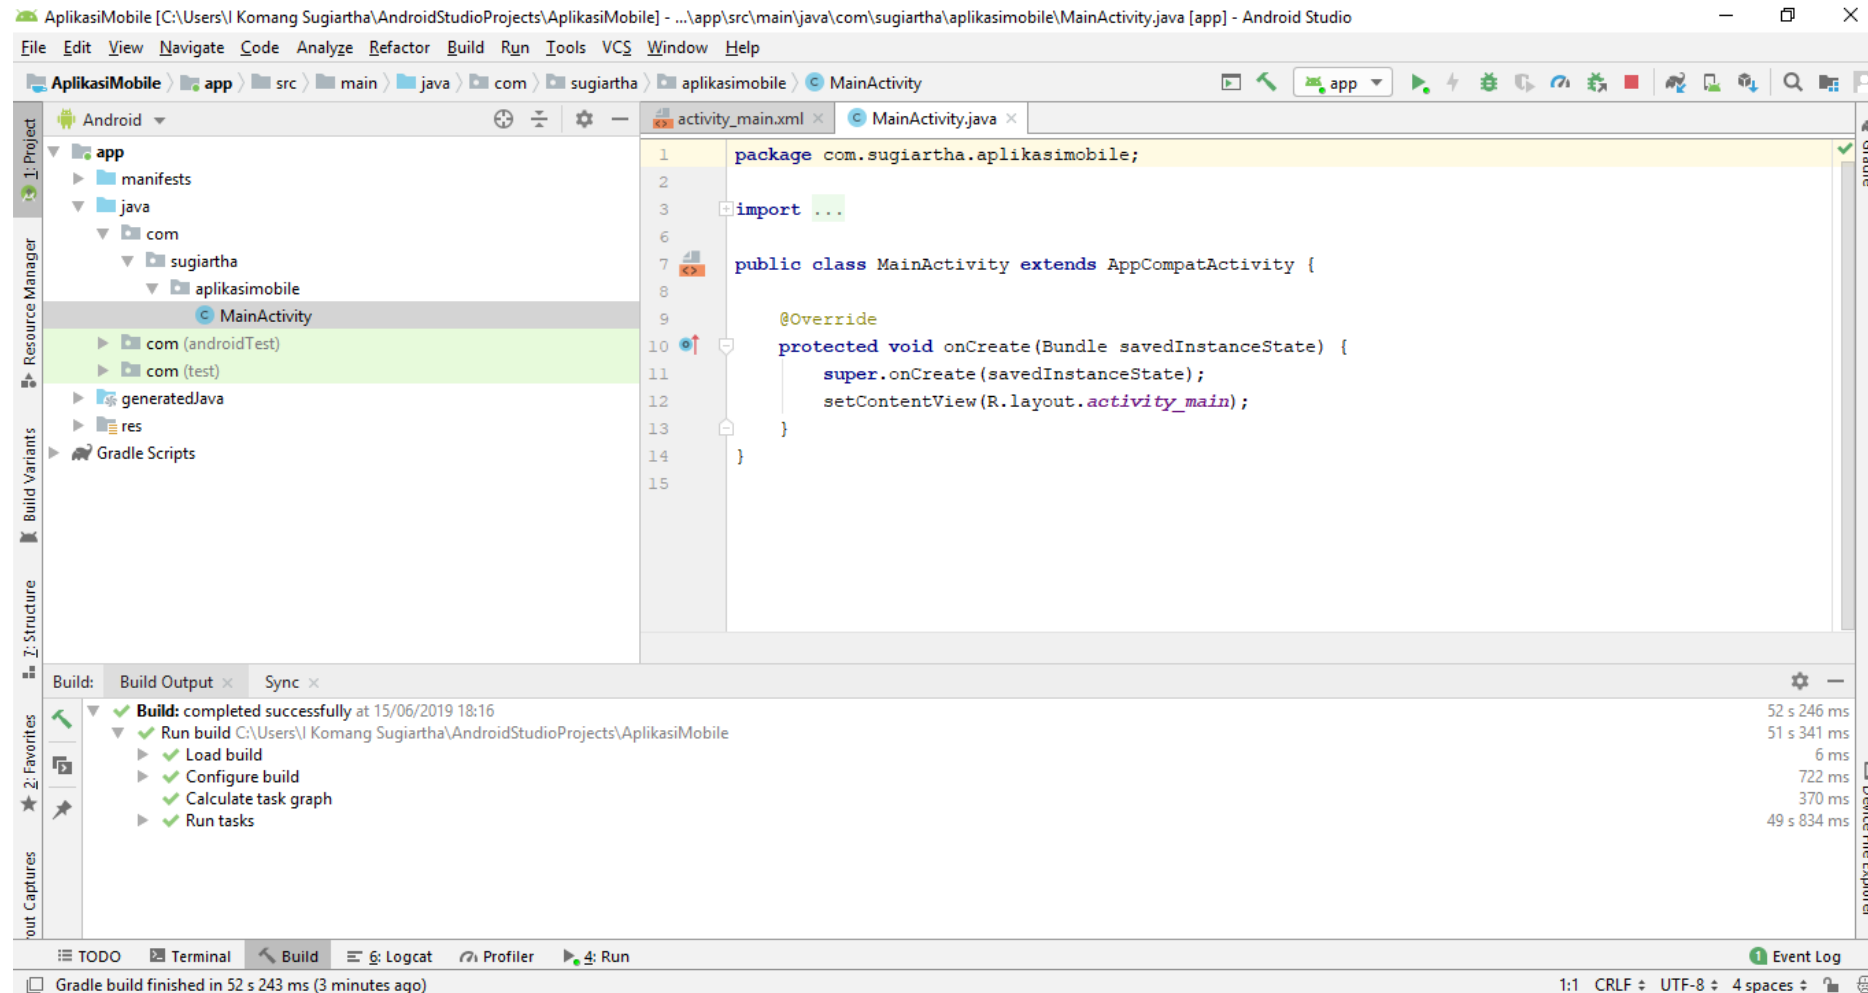 AplikasiMobile [C:\Users\I Komang Sugiartha\AndroidStudioProjects\AplikasiMobile] - ...\app\src\main\java\com\sugiartha\aplikasimobile\MainActivity.java [app] - Android Studio
File Edit View Navigate Code Analyze Refactor Build Run Tools VCS Window Help
AplikasiMobile app src main java com sugiartha aplikasimobile MainActivity
app
Android
activity_main.xml MainActivity.java
1: Project
Resource Manager
Build Variants
7: Structure
2: Favorites
out Captures
app
manifests
java
com
sugiartha
aplikasimobile
MainActivity
com (androidTest)
com (test)
generatedJava
res
Gradle Scripts
1 package com.sugiartha.aplikasimobile;
2
3 import ...
6
7 public class MainActivity extends AppCompatActivity {
8
9 @Override
10 protected void onCreate(Bundle savedInstanceState) {
11 super.onCreate(savedInstanceState);
12 setContentView(R.layout.activity_main);
13 }
14 }
15
Gradle
Device File Explorer
Build: Build Output Sync
Build: completed successfully at 15/06/2019 18:16 52 s 246 ms
Run build C:\Users\I Komang Sugiartha\AndroidStudioProjects\AplikasiMobile 51 s 341 ms
Load build 6 ms
Configure build 722 ms
Calculate task graph 370 ms
Run tasks 49 s 834 ms
TODO Terminal Build 6: Logcat Profiler 4: Run 1 Event Log
Gradle build finished in 52 s 243 ms (3 minutes ago) 1:1 CRLF UTF-8 4 spaces